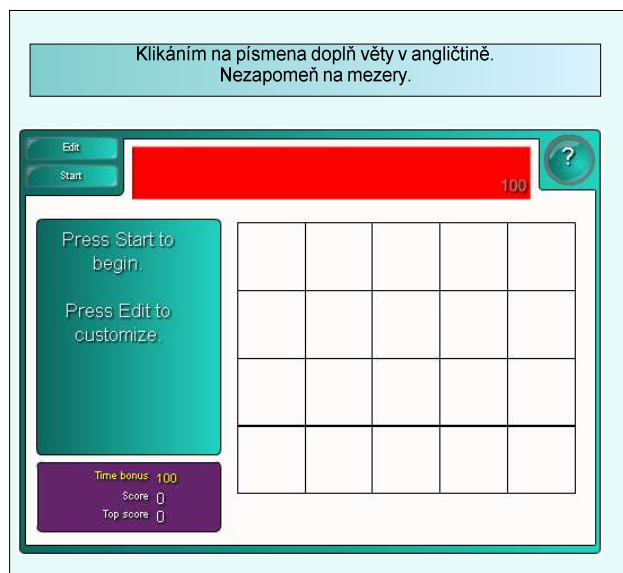 Klikáním na písmena doplň věty v angličtině.
Nezapomeň na mezery.
Edit
Start
100
?
Press Start to
begin.
Press Edit to
customize.
Time bonus 100
Score 0
Top score 0